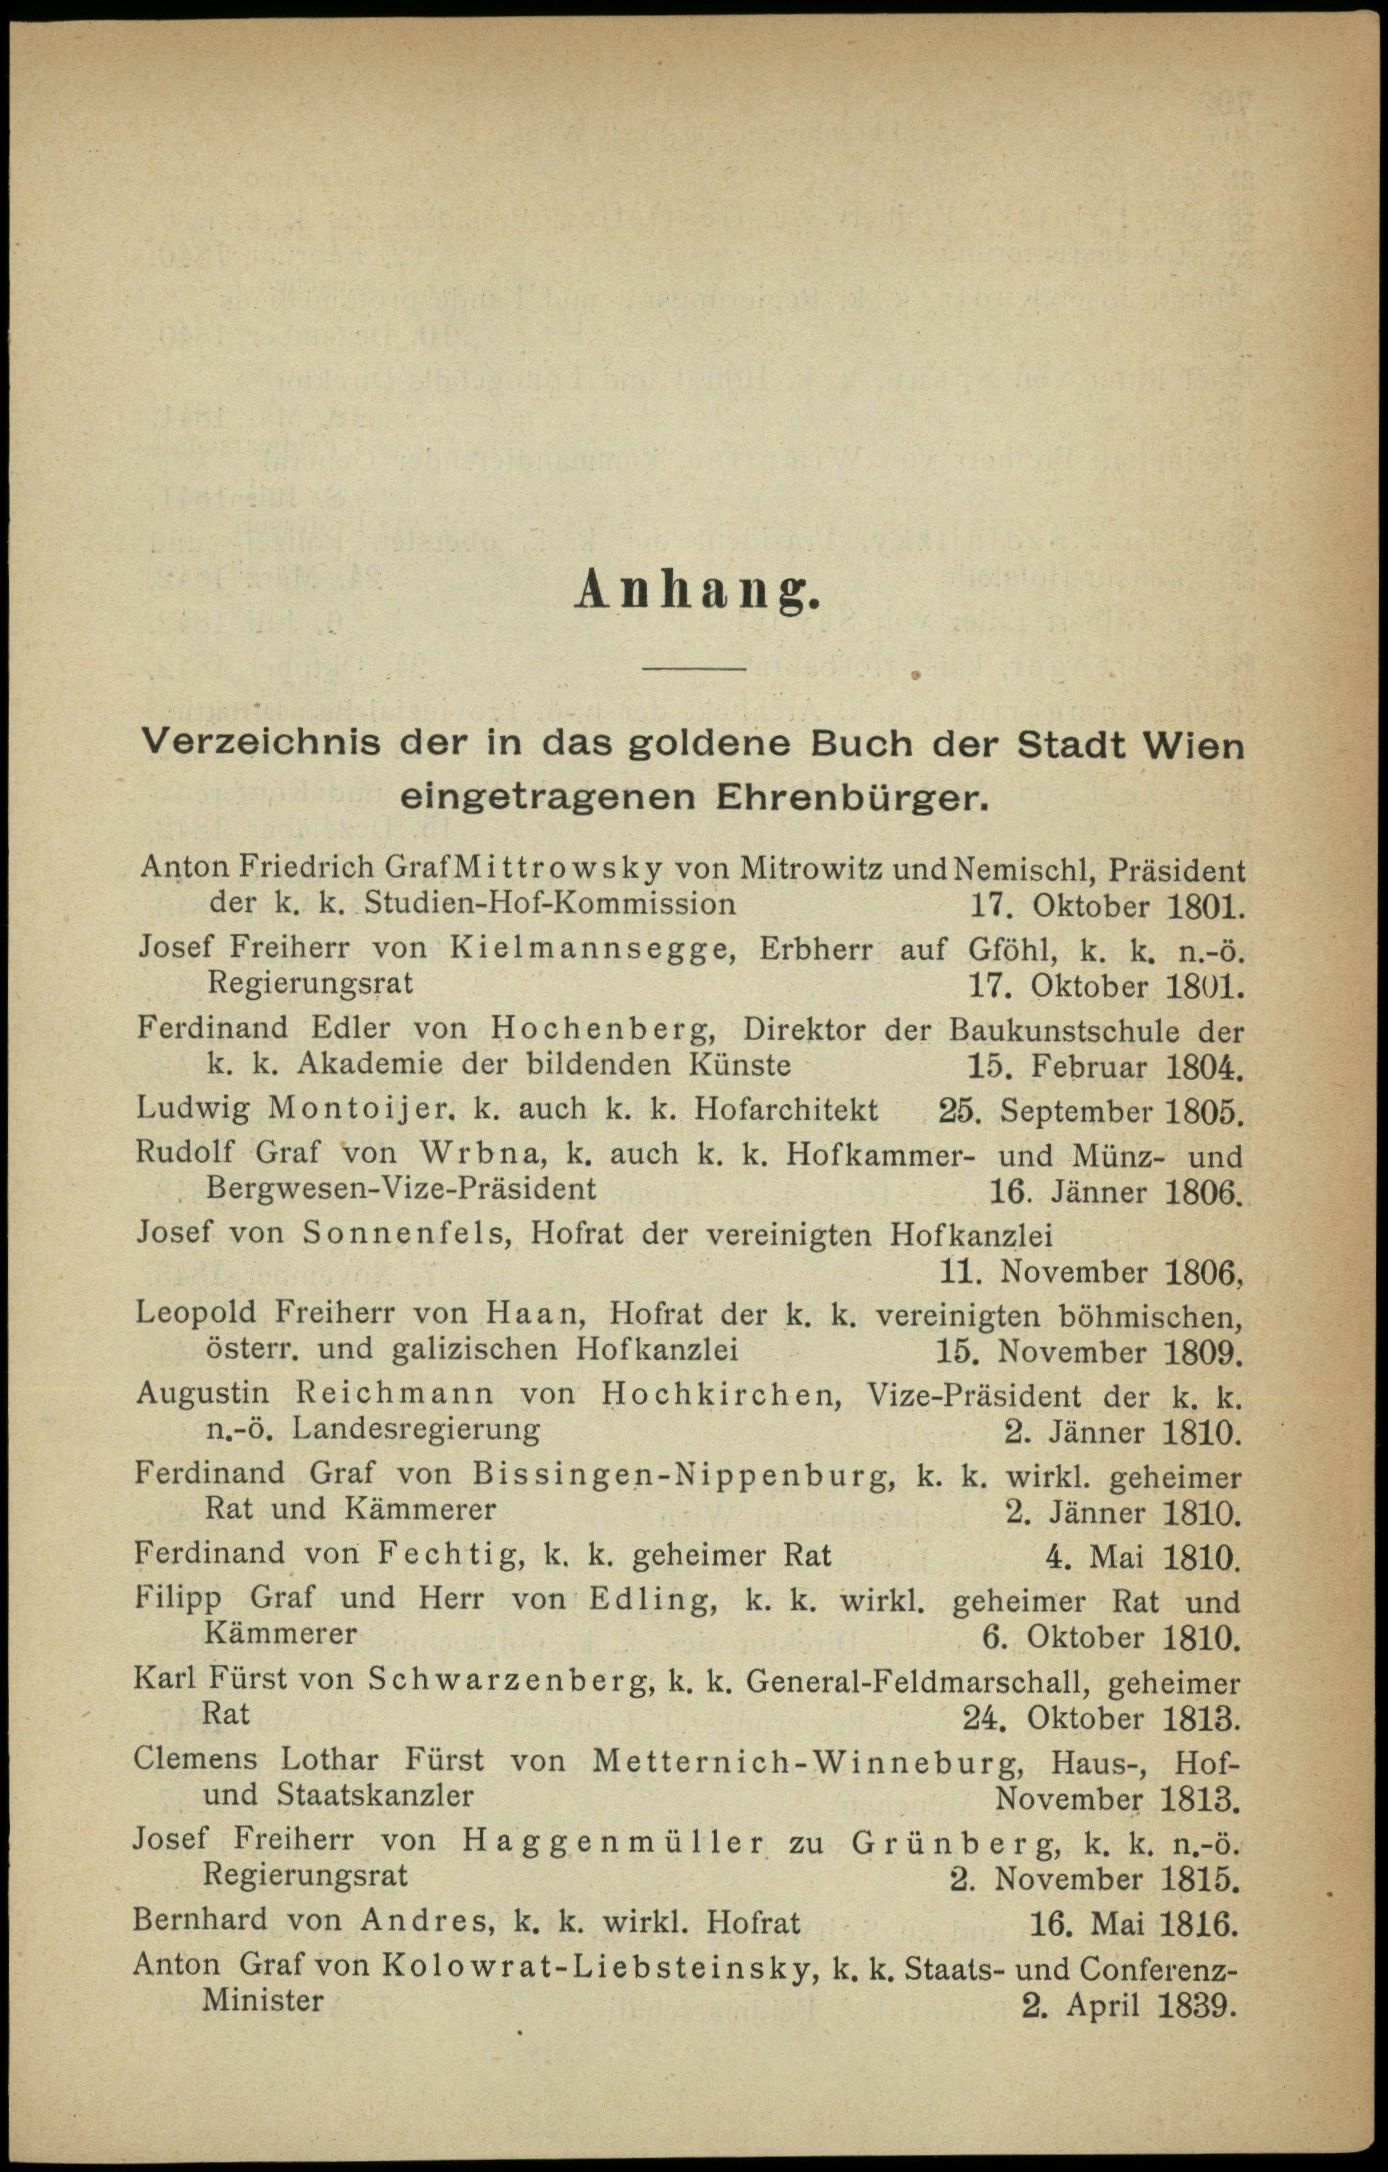 Anhang.
Verzeichnis der in das goldene Buch der Stadt Wien
eingetragenen Ehrenbürger.
Anton Friedrich Graf Mittrowsky von Mitrowitz und Nemischl, Präsident
der k. k. Studien-Hof-Kommission 17. Oktober 1801.
Josef Freiherr von Kielmannsegge, Erbherr auf Gföhl, k. k. n.-ö.
Regierungsrat 17. Oktober 1801.
Ferdinand Edler von Hochenberg, Direktor der Baukunstschule der
k. k. Akademie der bildenden Künste 15. Februar 1804.
Ludwig Montoijer. k. auch k. k. Hofarchitekt 25. September 1805.
Rudolf Graf von Wrbna, k. auch k. k. Hofkammer- und Münz- und
Bergwesen-Vize-Präsident 16. Jänner 1806.
Josef von Sonnenfels, Hofrat der vereinigten Hofkanzlei
11. November 1806,
Leopold Freiherr von Haan, Hofrat der k. k. vereinigten böhmischen,
österr. und galizischen Hofkanzlei 15. November 1809.
Augustin Reichmann von Hochkirchen, Vize-Präsident der k. k.
n.-ö. Landesregierung 2. Jänner 1810.
Ferdinand Graf von Bissingen-Nippenburg, k. k. wirkl. geheimer
Rat und Kämmerer 2. Jänner 1810.
Ferdinand von Fechtig, k. k. geheimer Rat 4. Mai 1810.
Filipp Graf und Herr von Edling, k. k. wirkl. geheimer Rat und
Kämmerer 6. Oktober 1810.
Karl Fürst von Schwarzenberg, k. k. General-Feldmarschall, geheimer
Rat 24. Oktober 1813.
Clemens Lothar Fürst von Metternich-Winneburg, Haus-, Hof-
und Staatskanzler November 1813.
Josef Freiherr von Haggenmüller zu Grünberg, k. k. n.-ö.
Regierungsrat 2. November 1815.
Bernhard von Andres, k. k. wirkl. Hofrat 16. Mai 1816.
Anton Graf von Kolowrat-Liebsteinsky, k. k. Staats- und Conferenz-
Minister 2. April 1839.